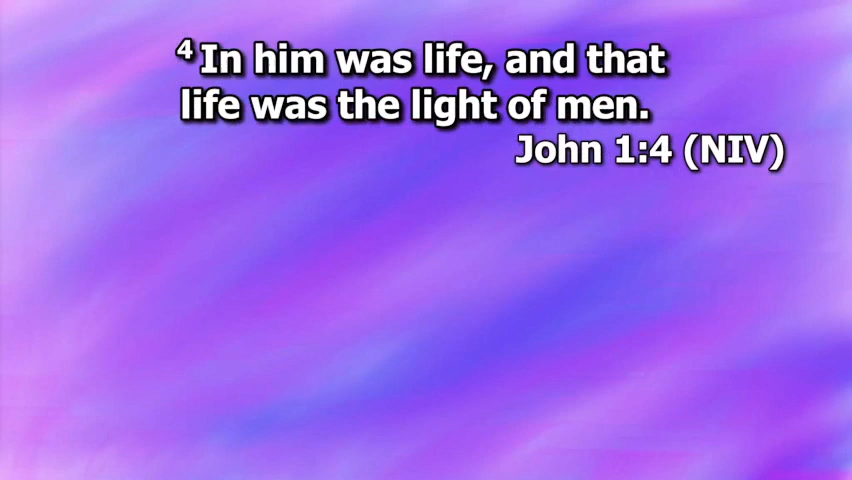 4 In him was life, and that
life was the light of men.
John 1:4 (NIV)